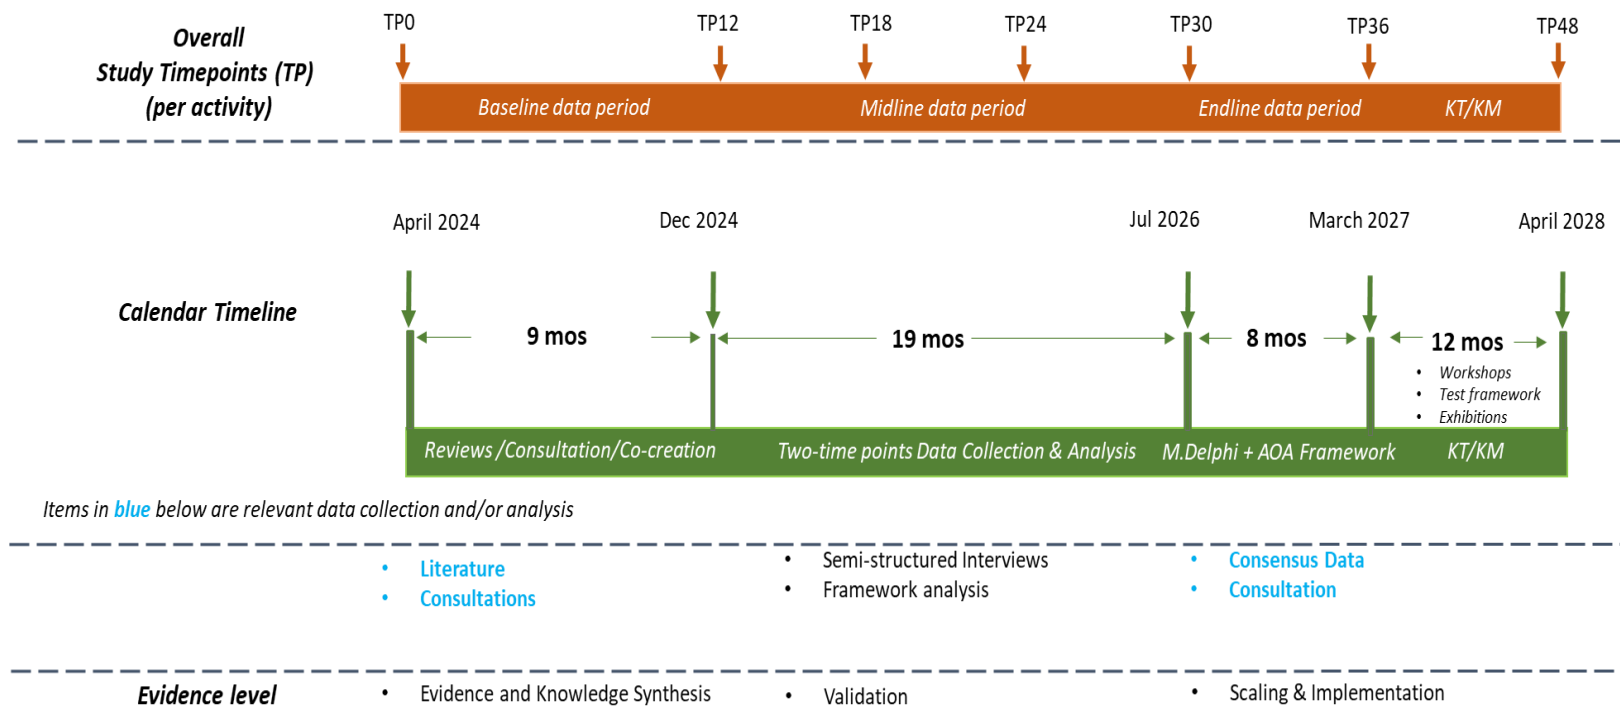 TP0 TP12 TP18 TP24 TP30 TP36 TP48
Overall
Study Timepoints (TP)
(per activity)
Baseline data period Midline data period Endline data period KT/KM
April 2024 Dec 2024 Jul 2026 March 2027 April 2028
Calendar Timeline
9 mos 19 mos 8 mos 12 mos
• Workshops
• Test framework
• Exhibitions
Reviews /Consultation/Co-creation Two-time points Data Collection & Analysis M.Delphi + AOA Framework KT/KM
Items in blue below are relevant data collection and/or analysis
• Literature
• Consultations
• Semi-structured Interviews
• Framework analysis
• Consensus Data
• Consultation
Evidence level
• Evidence and Knowledge Synthesis
• Validation
• Scaling & Implementation